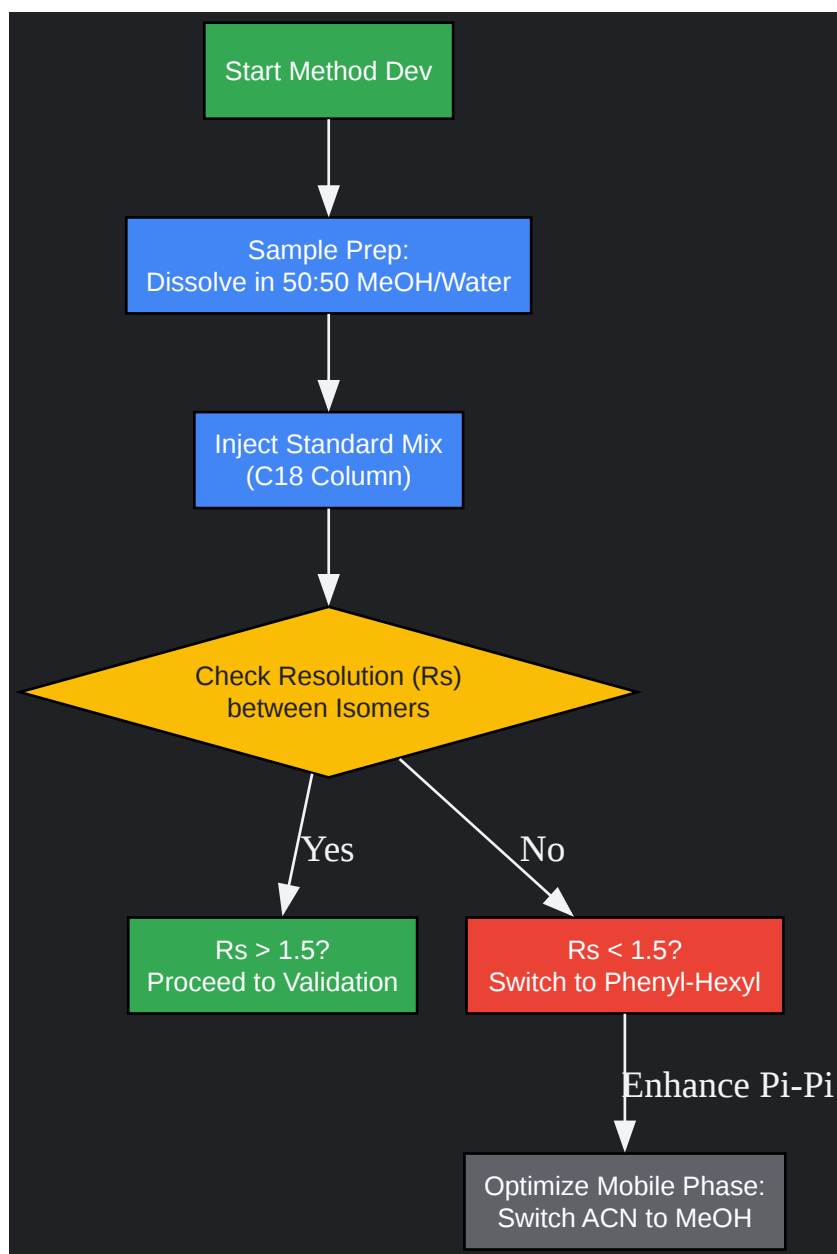 Start Method Dev
Sample Prep:
Dissolve in 50:50 MeOH/Water
Inject Standard Mix
(C18 Column)
Check Resolution (Rs)
between Isomers
Yes
No
Rs > 1.5?
Proceed to Validation
Rs < 1.5?
Switch to Phenyl-Hexyl
Enhance Pi-Pi
Optimize Mobile Phase:
Switch ACN to MeOH